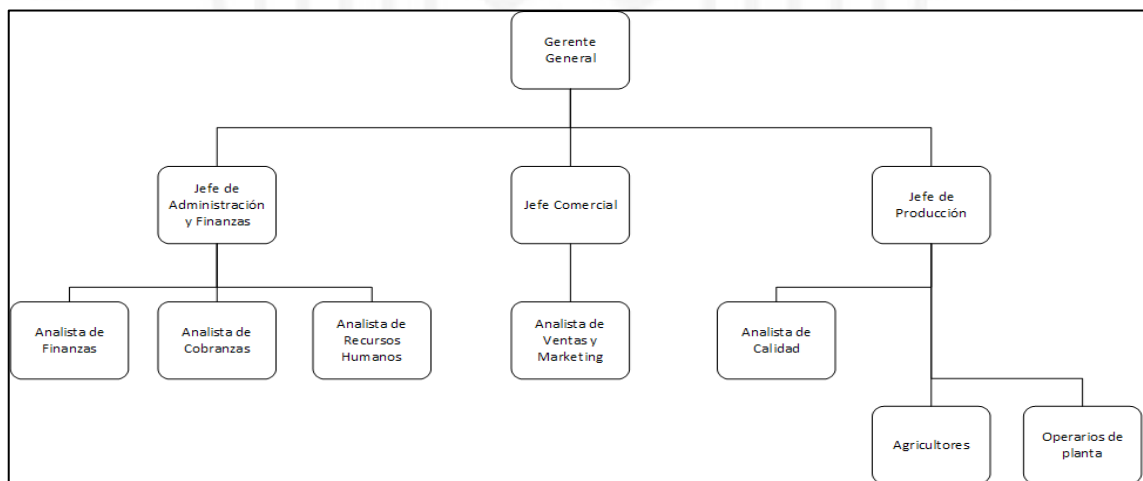 Gerente
General
Jefe de
Administración
y Finanzas
Jefe Comercial
Jefe de
Producción
Analista de
Finanzas
Analista de
Cobranzas
Analista de
Recursos
Humanos
Analista de
Ventas y
Marketing
Analista de
Calidad
Agricultores
Operarios de
planta